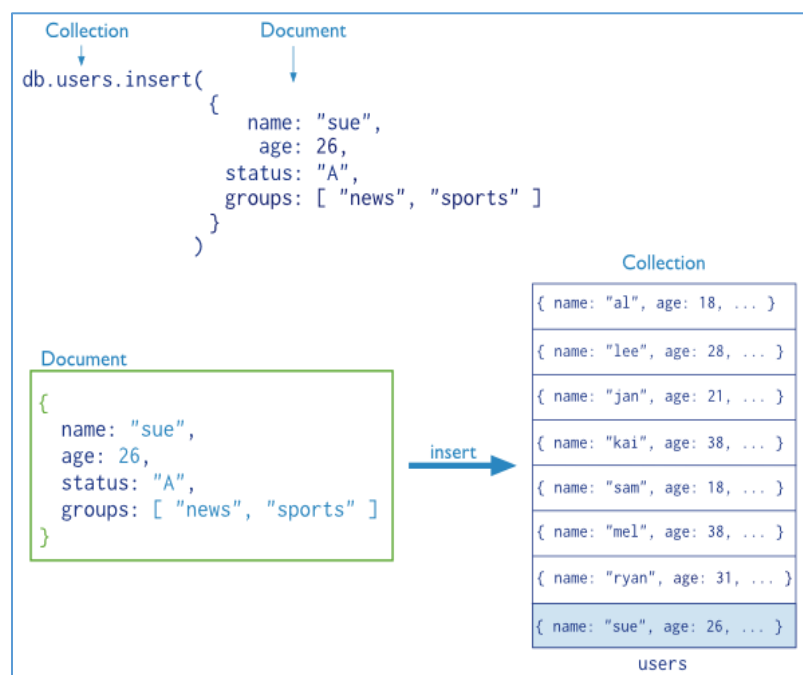 Collection Document
db.users.insert(
{
name: "sue",
age: 26,
status: "A",
groups: [ "news", "sports" ]
}
)
Document
{
name: "sue",
age: 26,
status: "A",
groups: [ "news", "sports" ]
}
insert
Collection
{ name: "al", age: 18, ... }
{ name: "lee", age: 28, ... }
{ name: "jan", age: 21, ... }
{ name: "kai", age: 38, ... }
{ name: "sam", age: 18, ... }
{ name: "mel", age: 38, ... }
{ name: "ryan", age: 31, ... }
{ name: "sue", age: 26, ... }
users